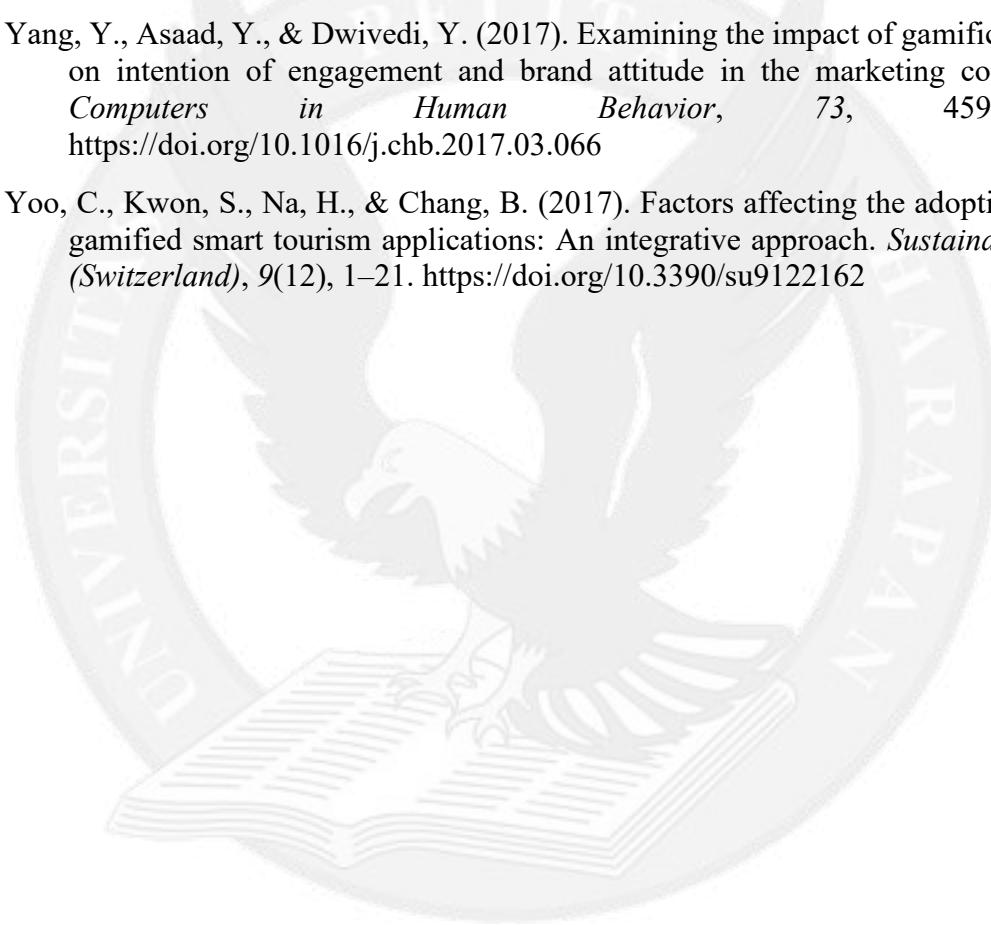 PELITA
Yang, Y., Asaad, Y., & Dwivedi, Y. (2017). Examining the impact of gamific
on intention of engagement and brand attitude in the marketing co
Computers in Human Behavior, 73, 459
https://doi.org/10.1016/j.chb.2017.03.066
Yoo, C., Kwon, S., Na, H., & Chang, B. (2017). Factors affecting the adopti
gamified smart tourism applications: An integrative approach. Sustaina
(Switzerland), 9(12), 1–21. https://doi.org/10.3390/su9122162
UNIVERSITAS
HARAPAN